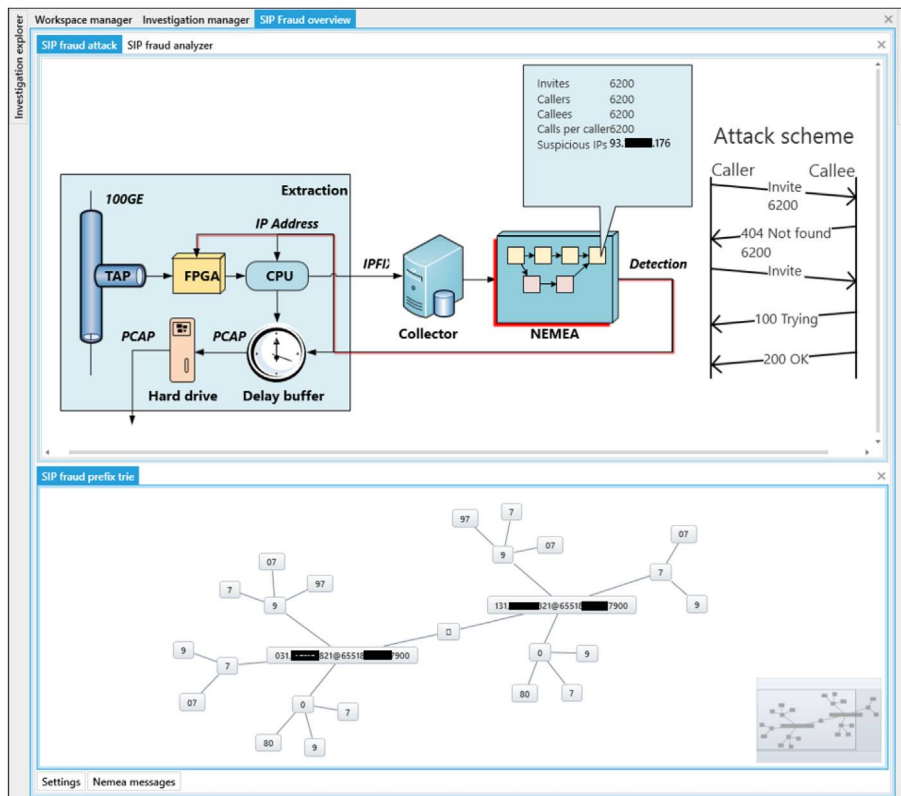 Investigation explorer
Workspace manager Investigation manager SIP Fraud overview
SIP fraud attack SIP fraud analyzer
Invites 6200
Callers 6200
Callees 6200
Calls per caller6200
Suspicious IPs 93. .176
Attack scheme
Caller Callee
Invite
6200
404 Not found
6200
Invite
100 Trying
200 OK
Extraction
100GE
IP Address
TAP
FPGA
CPU
IPFI
Collector
NEMEA
Detection
PCAP
PCAP
Hard drive
Delay buffer
SIP fraud prefix trie
97
7
07
9
07
7
9
131. 821@65518 7900
0
9
80
7
07
7
97
9
9
7
07
031. 821@65518 7900
0
7
80
9
Settings Nemea messages